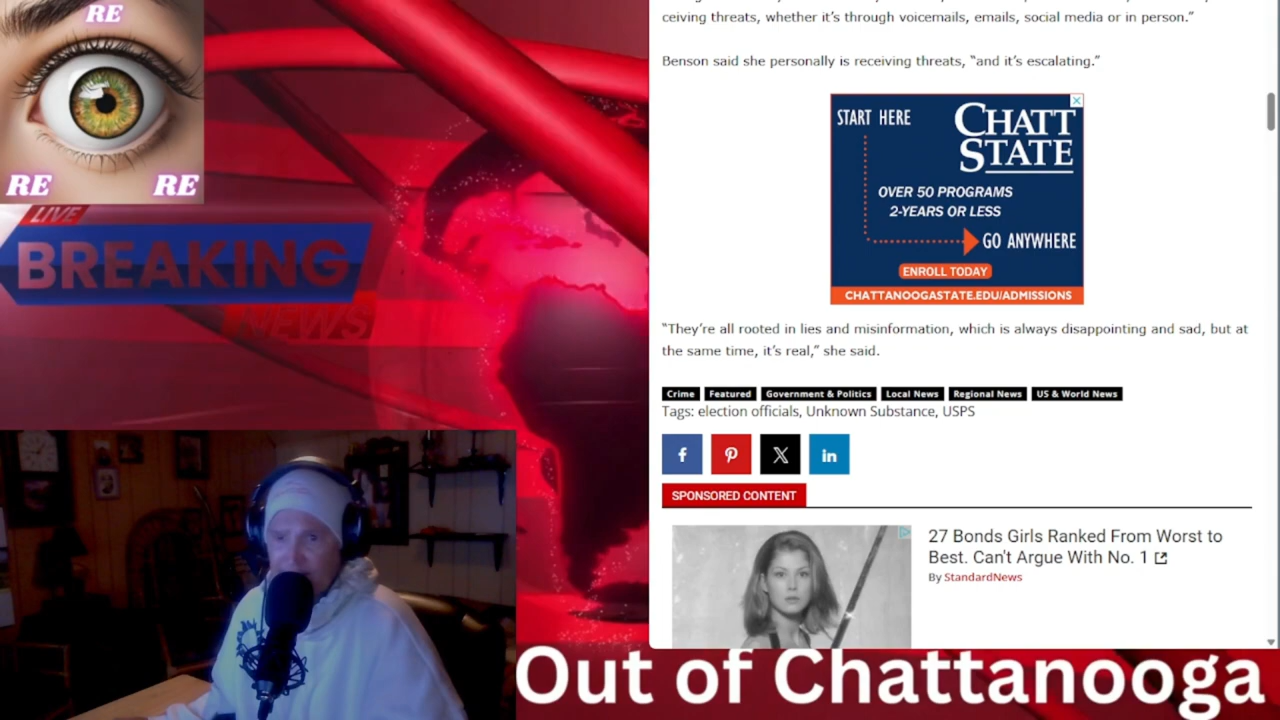 RE
RE RE
LIVE
BREAKING
NEWS
ceiving threats, whether it’s through voicemails, emails, social media or in person.”
Benson said she personally is receiving threats, “and it’s escalating.”
START HERE
CHATT
STATE
OVER 50 PROGRAMS
2-YEARS OR LESS
GO ANYWHERE
ENROLL TODAY
CHATTANOOGASTATE.EDU/ADMISSIONS
“They’re all rooted in lies and misinformation, which is always disappointing and sad, but at
the same time, it’s real,” she said.
Crime Featured Government & Politics Local News Regional News US & World News
Tags: election officials, Unknown Substance, USPS
SPONSORED CONTENT
27 Bonds Girls Ranked From Worst to
Best. Can't Argue With No. 1
By StandardNews
Out of Chattanooga